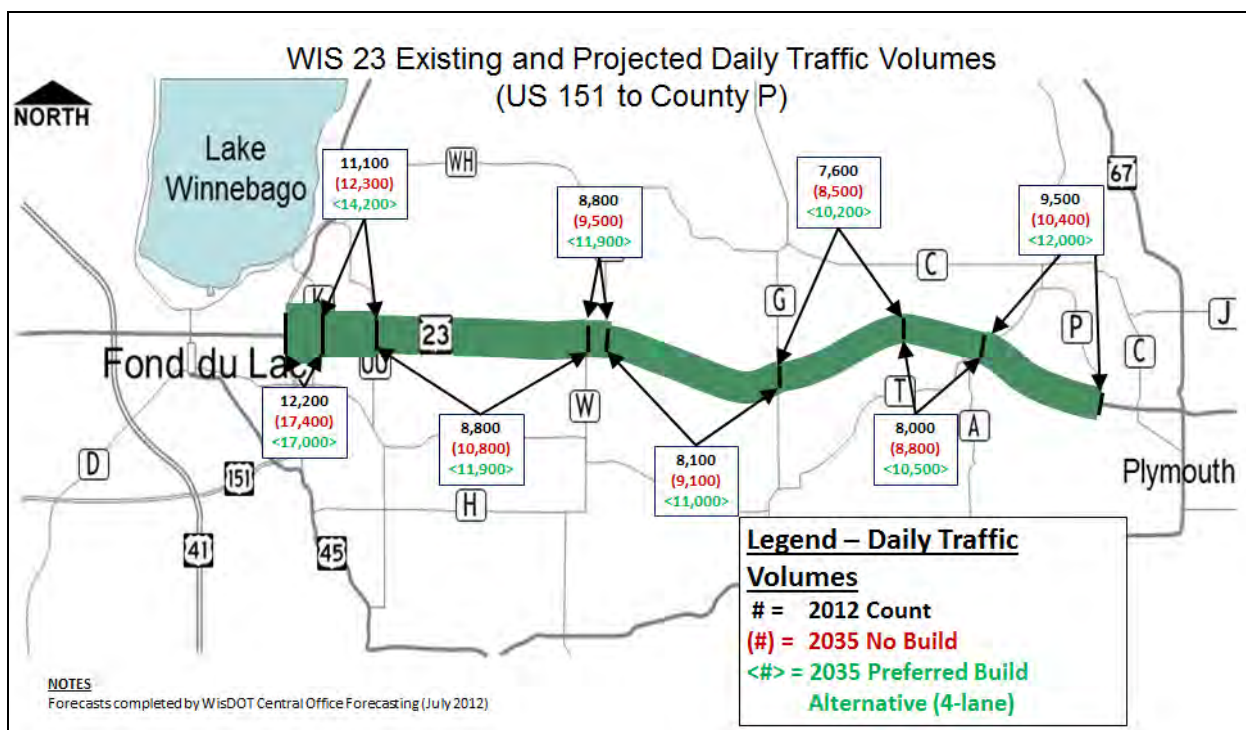 WIS 23 Existing and Projected Daily Traffic Volumes
(US 151 to County P)
NORTH
Lake
Winnebago
11,100
(12,300)
<14,200>
WH
8,800
(9,500)
<11,900>
7,600
(8,500)
<10,200>
9,500
(10,400)
<12,000>
67
C
G
K
23
P
J
C
Fond du Lac
UU
12,200
(17,400)
<17,000>
8,800
(10,800)
<11,900>
W
8,100
(9,100)
<11,000>
T
8,000
(8,800)
<10,500>
A
Plymouth
D
151
H
41
45
Legend – Daily Traffic
Volumes
# = 2012 Count
(#) = 2035 No Build
<#> = 2035 Preferred Build
Alternative (4-lane)
NOTES
Forecasts completed by WisDOT Central Office Forecasting (July 2012)